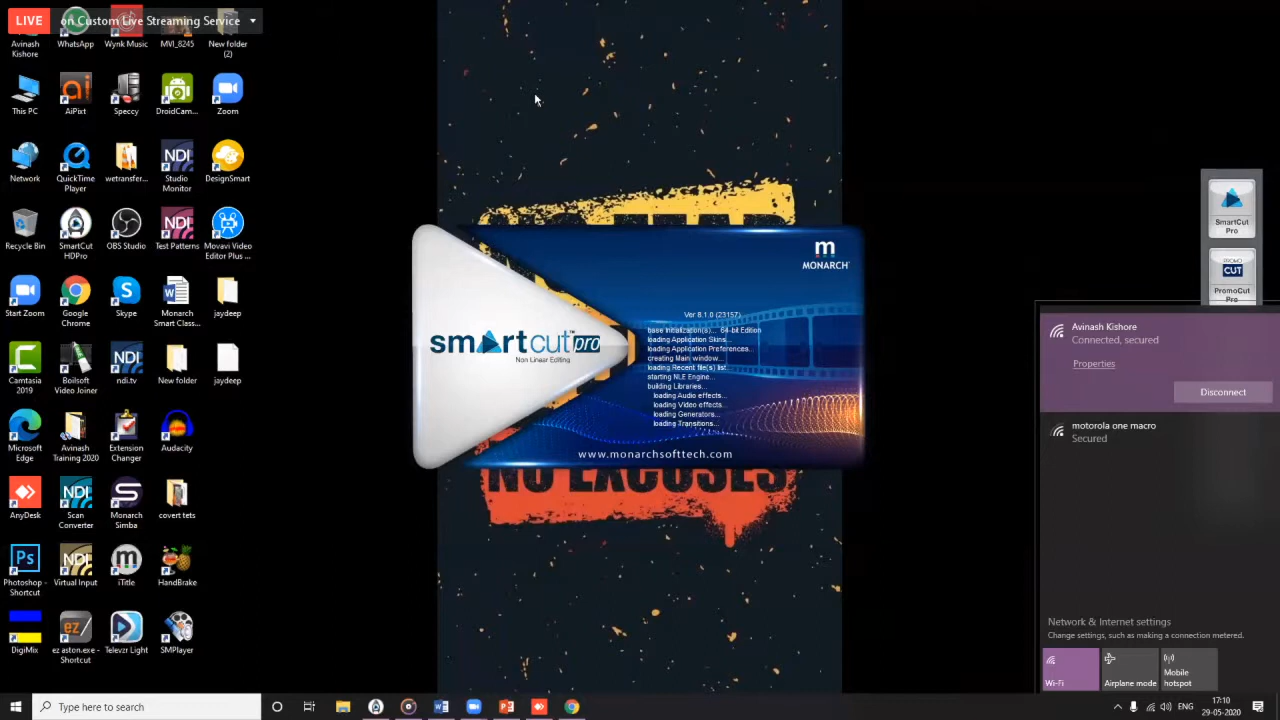 LIVE on Custom Live Streaming Service
Avinash Kishore
WhatsApp
Wynk Music
MVI_8245
New folder (2)
This PC
AiPixt
Speccy
DroidCam...
Zoom
Network
QuickTime Player
wetransfer...
NDI Studio Monitor
DesignSmart
Recycle Bin
SmartCut HDPro
OBS Studio
NDI Test Patterns
Movavi Video Editor Plus ...
Start Zoom
Google Chrome
Skype
Monarch Smart Class...
jaydeep
Camtasia 2019
Boilsoft Video Joiner
NDI ndi.tv
New folder
jaydeep
Microsoft Edge
Avinash Training 2020
Extension Changer
Audacity
AnyDesk
NDI Scan Converter
Monarch Simba
covert tets
Ps Photoshop - Shortcut
NDI Virtual Input
m iTitle
HandBrake
DigiMix
ez ez aston.exe - Shortcut
Televzr Light
SMPlayer
m
MONARCH
Ver 8.1.0 (23157)
smartcut pro
Non Linear Editing
base Initialization(s)... 64-bit Edition
loading Application Skins...
loading Application Preferences...
creating Main window...
loading Recent file(s) list...
starting NLE Engine...
building Libraries...
loading Audio effects...
loading Video effects...
loading Generators...
loading Transitions...
www.monarchsofttech.com
NO EXCUSES
SmartCut Pro
PROMO CUT
PromoCut Pro
Avinash Kishore
Connected, secured
Properties
Disconnect
motorola one macro
Secured
Network & Internet settings
Change settings, such as making a connection metered.
Wi-Fi
Airplane mode
Mobile hotspot
Type here to search
ENG
17:10
29-05-2020